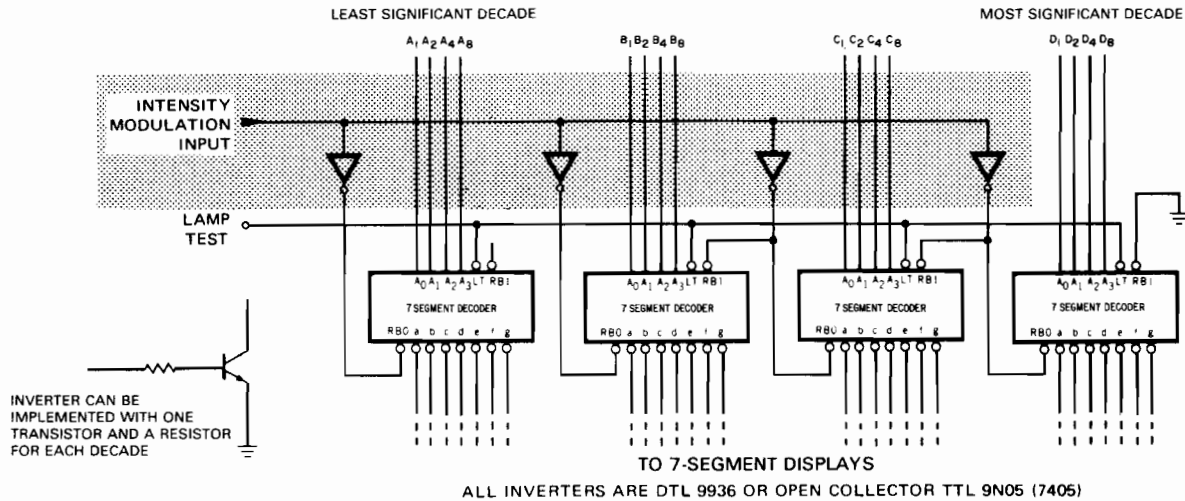 LEAST SIGNIFICANT DECADE
MOST SIGNIFICANT DECADE
A1 A2 A4 A8
B1 B2 B4 B8
C1 C2 C4 C8
D1 D2 D4 D8
INTENSITY
MODULATION
INPUT
LAMP
TEST
A0 A1 A2 A3 LT RB1
7 SEGMENT DECODER
RBO a b c d e f g
A0 A1 A2 A3 LT RB1
7 SEGMENT DECODER
RBO a b c d e f g
A0 A1 A2 A3 LT RB1
7 SEGMENT DECODER
RBO a b c d e f g
A0 A1 A2 A3 LT RB1
7 SEGMENT DECODER
RBO a b c d e f g
INVERTER CAN BE
IMPLEMENTED WITH ONE
TRANSISTOR AND A RESISTOR
FOR EACH DECADE
TO 7-SEGMENT DISPLAYS
ALL INVERTERS ARE DTL 9936 OR OPEN COLLECTOR TTL 9N05 (7405)